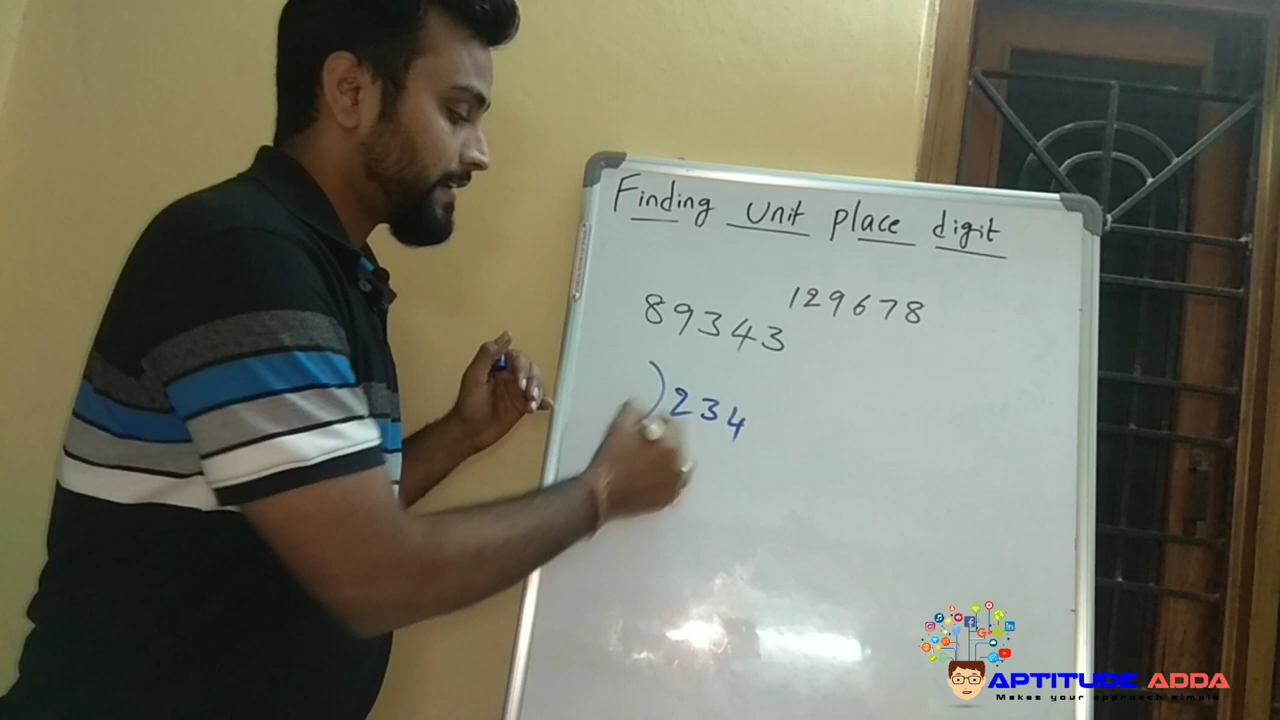 Finding Unit place digit
89343 129678
)234
APTITUDE ADDA
Makes your approach simple